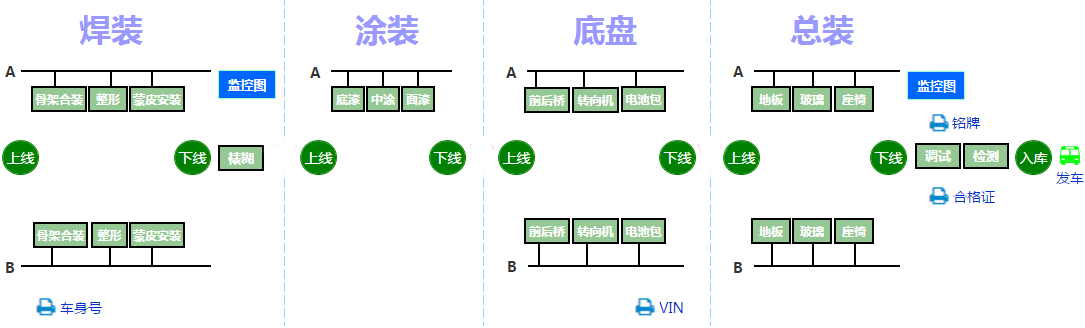 焊装 涂装 底盘 总装
A A A A
骨架合装 整形 蒙皮安装 监控图 底漆 中涂 面漆 前后桥 转向机 电池包 地板 玻璃 座椅 监控图
铭牌
上线 下线 裱糊 上线 下线 上线 下线 上线 下线 调试 检测 入库
发车
合格证
骨架合装 整形 蒙皮安装 前后桥 转向机 电池包 地板 玻璃 座椅
B B B
车身号 VIN